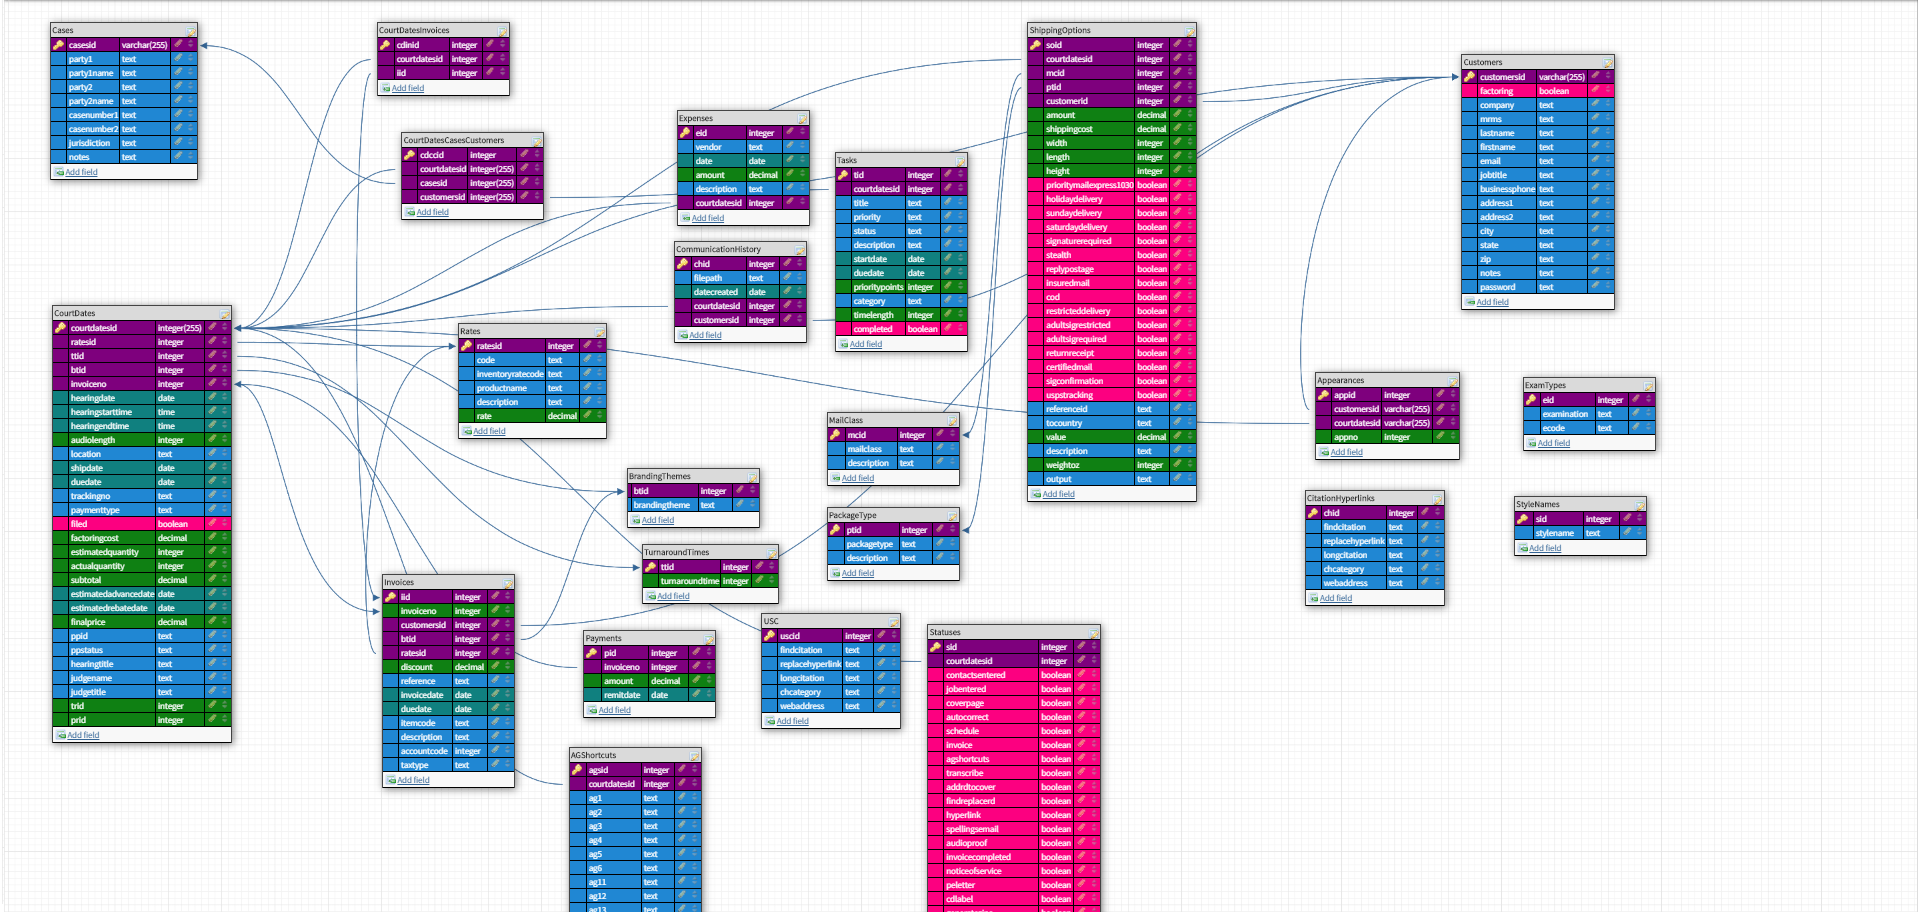 Cases
casesid varchar(255)
party1 text
party1name text
party2 text
party2name text
casenumber1 text
casenumber2 text
jurisdiction text
notes text
Add field
CourtDatesInvoices
cdinid integer
courtdatesid integer
iid integer
Add field
CourtDatesCasesCustomers
cdccid integer
courtdatesid integer(255)
casesid integer(255)
customersid integer(255)
Add field
Expenses
eid integer
vendor text
date date
amount decimal
description text
courtdatesid integer
Add field
CommunicationHistory
chid integer
filepath text
datecreated date
courtdatesid integer
customersid integer
Add field
Tasks
tid integer
courtdatesid integer
title text
priority text
status text
description text
startdate date
duedate date
prioritypoints integer
category text
timelength integer
completed boolean
Add field
ShippingOptions
soid integer
courtdatesid integer
mcid integer
ptid integer
customerid integer
amount decimal
shippingcost decimal
width integer
length integer
height integer
prioritymailexpress1030 boolean
holidaydelivery boolean
sundaydelivery boolean
saturdaydelivery boolean
signaturerequired boolean
stealth boolean
replypostage boolean
insuredmail boolean
cod boolean
restricteddelivery boolean
adultsigrestricted boolean
adultsigrequired boolean
returnreceipt boolean
certifiedmail boolean
sigconfirmation boolean
uspstracking boolean
referenceid text
tocountry text
value decimal
description text
weightoz integer
output text
Add field
Customers
customersid varchar(255)
factoring boolean
company text
mrms text
lastname text
firstname text
email text
jobtitle text
businessphone text
address1 text
address2 text
city text
state text
zip text
notes text
password text
Add field
CourtDates
courtdatesid integer(255)
ratesid integer
ttid integer
btid integer
invoiceno integer
hearingdate date
hearingstarttime time
hearingendtime time
audiolength integer
location text
shipdate date
duedate date
trackingno text
paymenttype text
filed boolean
factoringcost decimal
estimatedquantity integer
actualquantity integer
subtotal decimal
estimatedadvancedate date
estimatedrebatedate date
finalprice decimal
ppid text
ppstatus text
hearingtitle text
judgename text
judgetitle text
trid integer
prid integer
Add field
Rates
ratesid integer
code text
inventoryratecode text
productname text
description text
rate decimal
Add field
BrandingThemes
btid integer
brandingtheme text
Add field
TurnaroundTimes
ttid integer
turnaroundtime integer
Add field
MailClass
mcid integer
mailclass text
description text
Add field
PackageType
ptid integer
packagetype text
description text
Add field
Appearances
appid integer
customersid varchar(255)
courtdatesid varchar(255)
appno integer
Add field
ExamTypes
eid integer
examination text
ecode text
Add field
CitationHyperlinks
chid integer
findcitation text
replacehyperlink text
longcitation text
chcategory text
webaddress text
Add field
StyleNames
sid integer
stylename text
Add field
Invoices
iid integer
invoiceno integer
customersid integer
btid integer
ratesid integer
discount decimal
reference text
invoicedate date
duedate date
itemcode text
description text
accountcode integer
taxtype text
Add field
Payments
pid integer
invoiceno integer
amount decimal
remitdate date
Add field
USC
uscid integer
findcitation text
replacehyperlink text
longcitation text
chcategory text
webaddress text
Add field
Statuses
sid integer
courtdatesid integer
contactsentered boolean
jobentered boolean
coverpage boolean
autocorrect boolean
schedule boolean
invoice boolean
agshortcuts boolean
transcribe boolean
addrdtocover boolean
findreplacerd boolean
hyperlink boolean
spellingsemail boolean
audioproof boolean
invoicecompleted boolean
noticeofservice boolean
peletter boolean
cdlabel boolean
AGShortcuts
agsid integer
courtdatesid integer
ag1 text
ag2 text
ag3 text
ag4 text
ag5 text
ag6 text
ag11 text
ag12 text
ag13 text